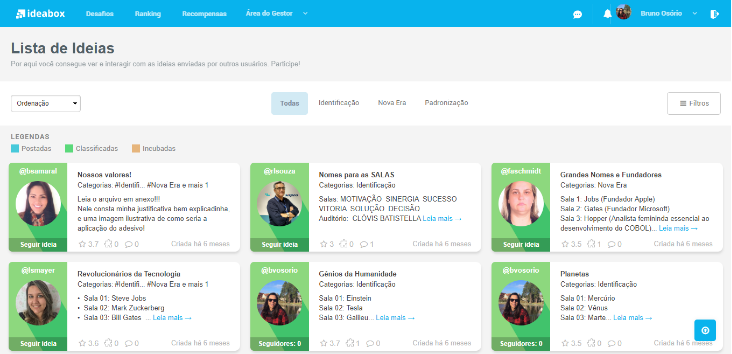 ideabox
Desafios
Ranking
Recompensas
Área do Gestor
Bruno Osório
Lista de Ideias
Por aqui você consegue ver e interagir com as ideias enviadas por outros usuários. Participe!
Ordenação
Todas
Identificação
Nova Era
Padronização
Filtros
LEGENDAS
Postadas
Classificadas
Incubadas
@bsamaral
Nossos valores!
Categorias: #Identifi... #Nova Era e mais 1
Leia o arquivo em anexo!!!
Nele consta minha justificativa bem explicadinha
e uma imagem ilustrativa de como seria a
aplicação do adesivo!
Seguir ideia
3.7 0 0
Criada há 6 meses
Nomes para as SALAS
Categorias: Identificação
Salas: MOTIVAÇÃO SINERGIA SUCESSO
VITORIA SOLUÇÃO DECISÃO
Auditório: CLÓVIS BATISTELLA Leia mais →
Seguir ideia
3 0 1
Criada há 6 meses
Grandes Nomes e Fundadores
Categorias: Nova Era
Sala 1: Jobs (Fundador Apple)
Sala 2: Gates (Fundador Microsoft)
Sala 3: Hopper (Analista femininda essencial ao
desenvolvimento do COBOL)... Leia mais →
Seguir ideia
3.5 1 0
Criada há 6 meses
@lsmayer
Revolucionários da Tecnologia
Categorias: #Identifi... #Nova Era e mais 1
• Sala 01: Steve Jobs
• Sala 02: Mark Zuckerberg
• Sala 03: Bill Gates ... Leia mais →
Seguir ideia
3.6 0 0
Criada há 6 meses
@bvosorio
Gênios da Humanidade
Categorias: Identificação
Sala 01: Einstein
Sala 02: Tesla
Sala 03: Galileu... Leia mais →
Seguidores: 0
3.7 1 0
Criada há 6 meses
@bvosorio
Planetas
Categorias: Identificação
Sala 01: Mercúrio
Sala 02: Vênus
Sala 03: Marte... Leia mais →
Seguidores: 0
3.5 0 0
Criada há 6 meses